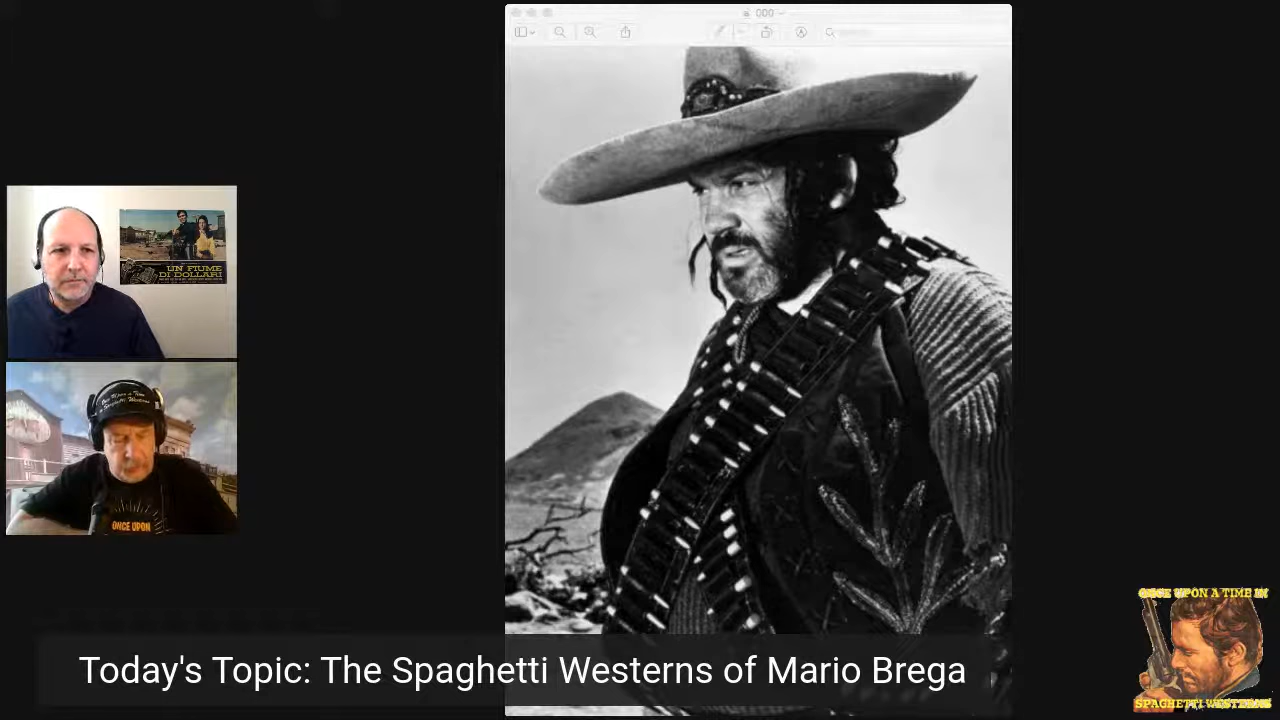 000
UN FIUME
DI DOLLARI
ONCE UPON
Today's Topic: The Spaghetti Westerns of Mario Brega
ONCE UPON A TIME IN
SPAGHETTI WESTERNS